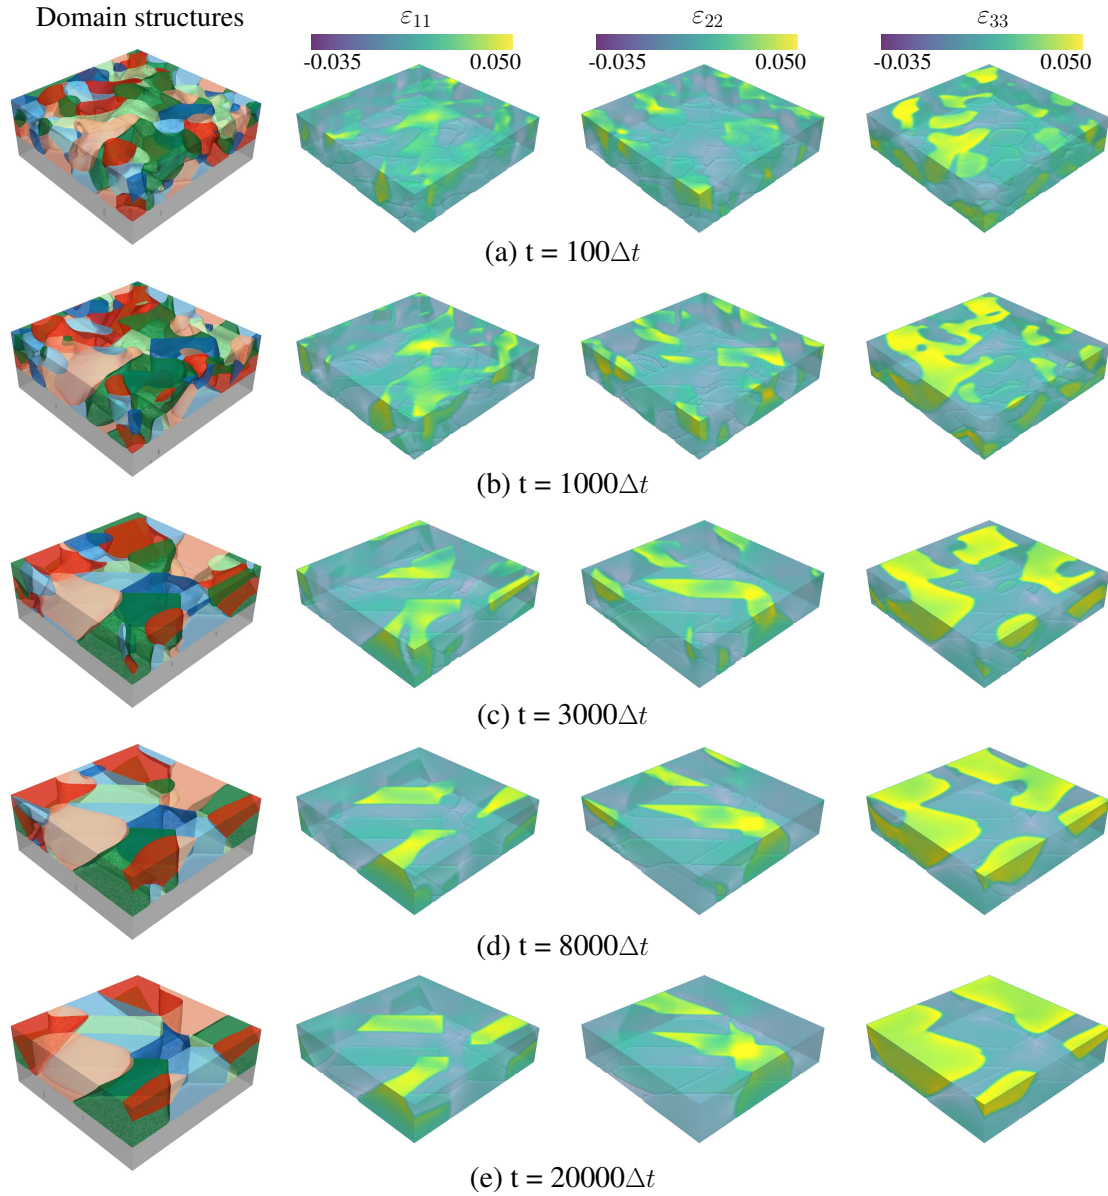 Domain structures
ε₁₁
ε₂₂
ε₃₃
-0.035 0.050
-0.035 0.050
-0.035 0.050
(a) t = 100Δt
(b) t = 1000Δt
(c) t = 3000Δt
(d) t = 8000Δt
(e) t = 20000Δt